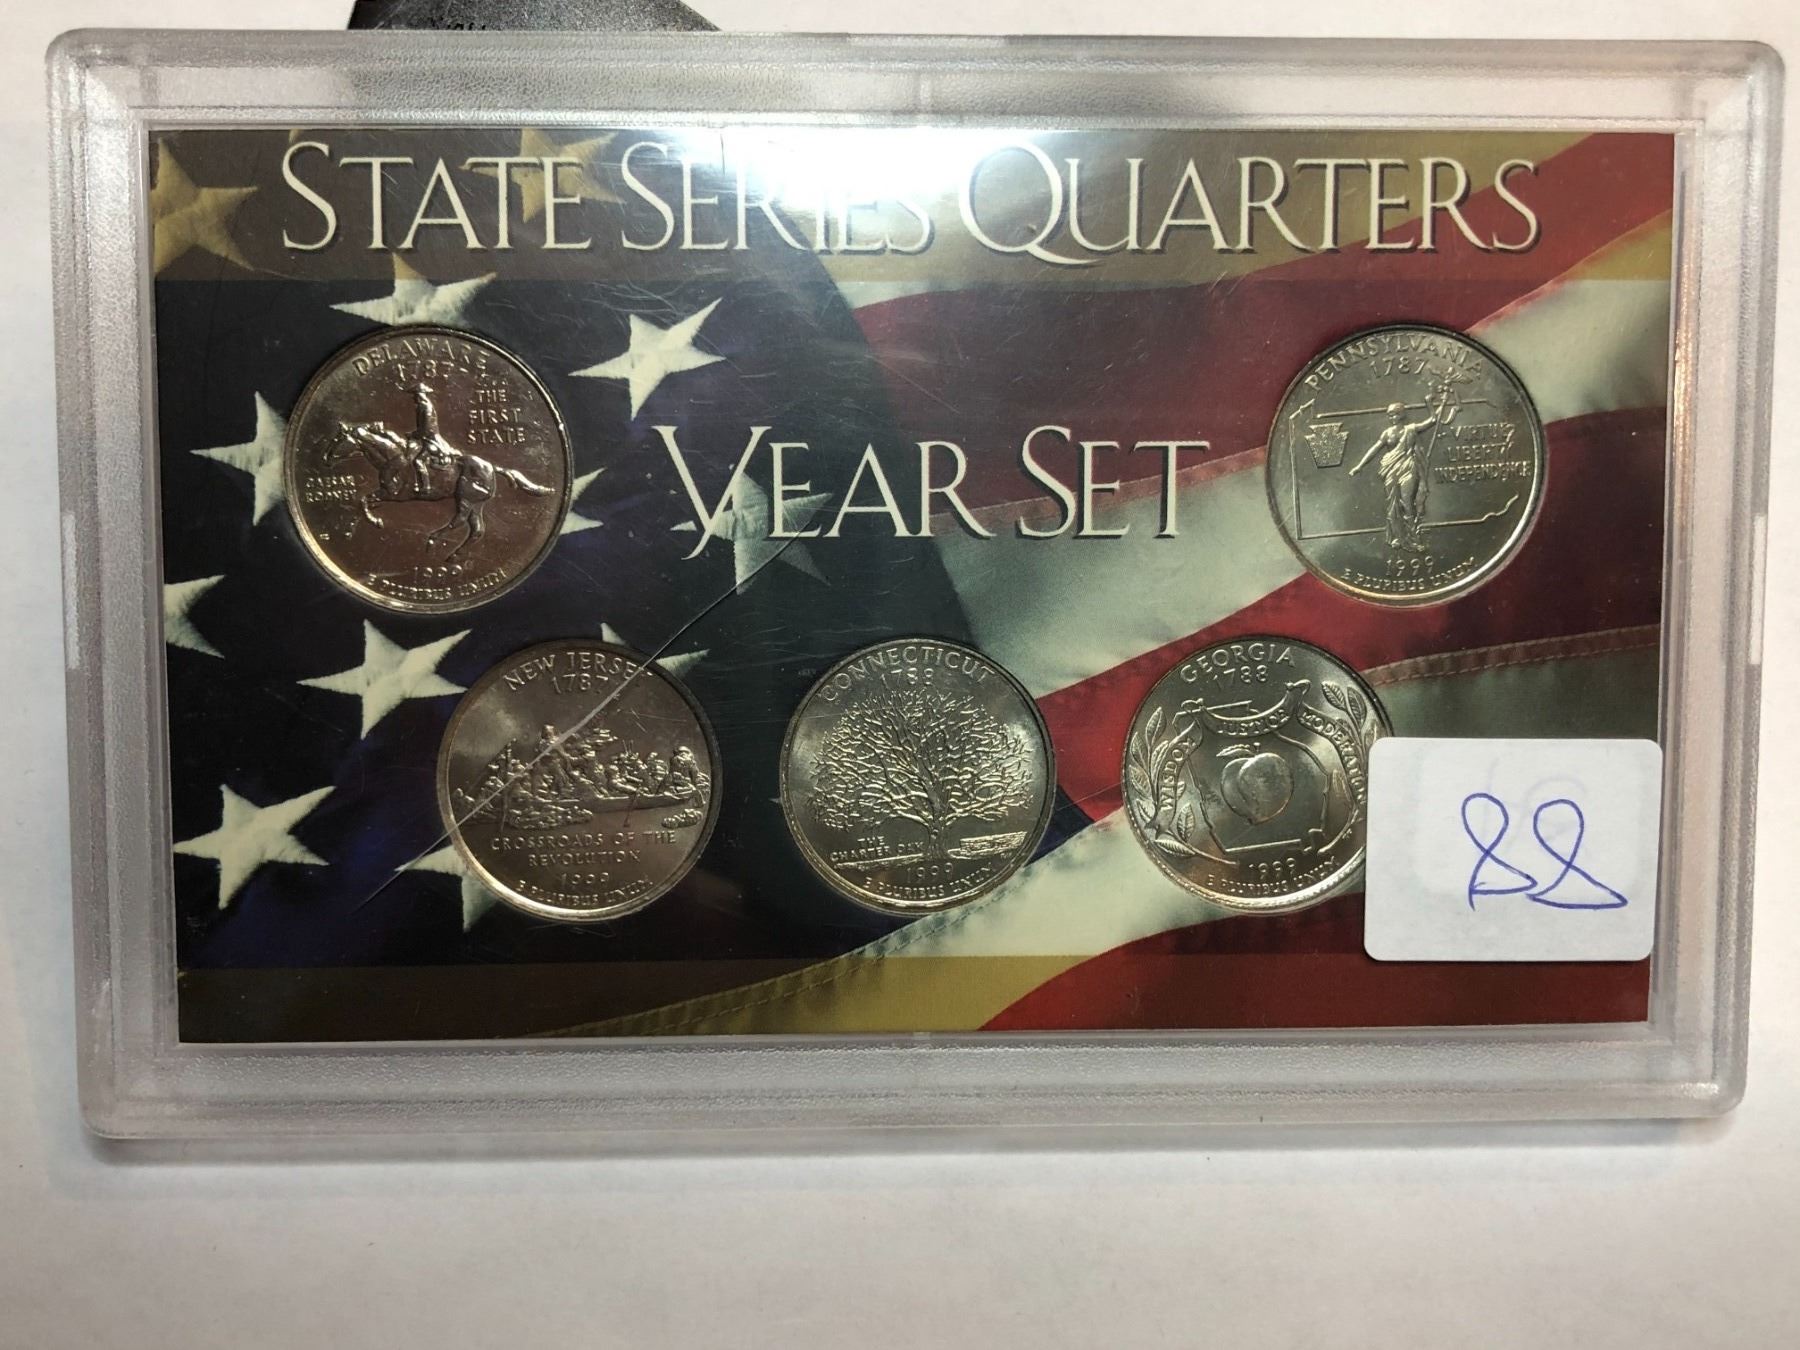 STATE SERIES QUARTERS
YEAR SET
DELAWARE
1787
THE
FIRST
STATE
CAESAR
RODNEY
1999
E PLURIBUS UNUM
PENNSYLVANIA
1787
VIRTUE
LIBERTY
INDEPENDENCE
1999
E PLURIBUS UNUM
NEW JERSEY
1787
CROSSROADS OF THE
REVOLUTION
1999
E PLURIBUS UNUM
CONNECTICUT
1788
THE
CHARTER OAK
1999
E PLURIBUS UNUM
GEORGIA
1788
WISDOM
JUSTICE
MODERATION
1999
E PLURIBUS UNUM
88